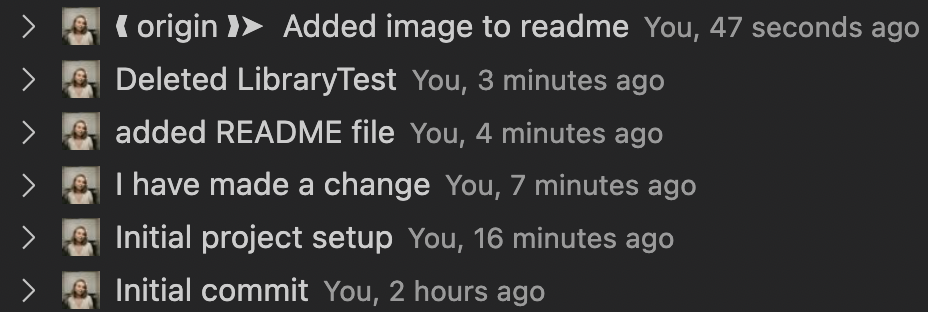 ⦗ origin ⦘➤ Added image to readme You, 47 seconds ago
Deleted LibraryTest You, 3 minutes ago
added README file You, 4 minutes ago
I have made a change You, 7 minutes ago
Initial project setup You, 16 minutes ago
Initial commit You, 2 hours ago